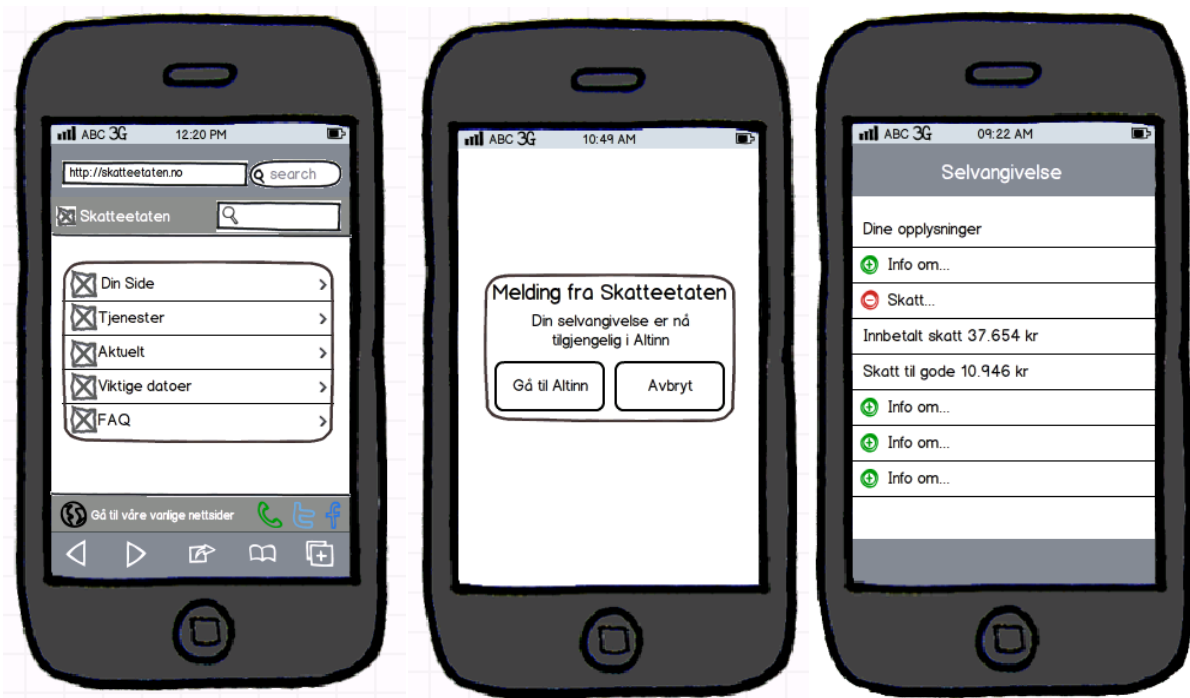 ABC 3G 12:20 PM
http://skatteetaten.no search
Skatteetaten
Din Side
Tjenester
Aktuelt
Viktige datoer
FAQ
Gå til våre vanlige nettsider
ABC 3G 10:49 AM
Melding fra Skatteetaten
Din selvangivelse er nå
tilgjengelig i Altinn
Gå til Altinn Avbryt
ABC 3G 09:22 AM
Selvangivelse
Dine opplysninger
Info om...
Skatt...
Innbetalt skatt 37.654 kr
Skatt til gode 10.946 kr
Info om...
Info om...
Info om...